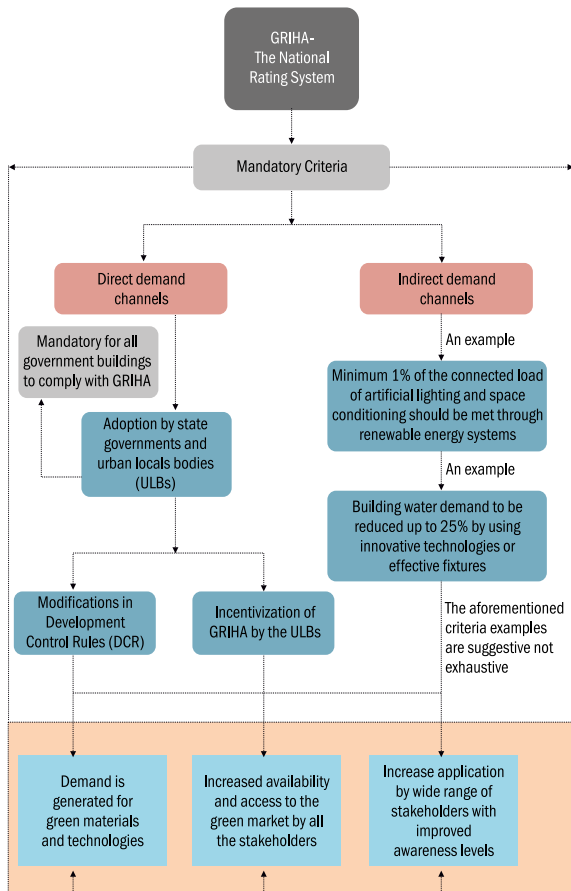 GRIHA-
The National
Rating System
Mandatory Criteria
Direct demand
channels
Indirect demand
channels
Mandatory for all
government buildings
to comply with GRIHA
An example
Minimum 1% of the connected load
of artificial lighting and space
conditioning should be met through
renewable energy systems
Adoption by state
governments and
urban locals bodies
(ULBs)
An example
Building water demand to be
reduced up to 25% by using
innovative technologies or
effective fixtures
Modifications in
Development
Control Rules (DCR)
Incentivization of
GRIHA by the ULBs
The aforementioned
criteria examples
are suggestive not
exhaustive
Demand is
generated for
green materials
and technologies
Increased availability
and access to the
green market by all
the stakeholders
Increase application
by wide range of
stakeholders with
improved
awareness levels